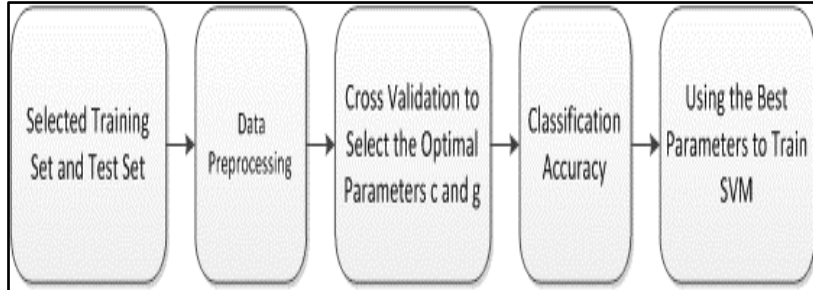 Selected Training
Set and Test Set
Data
Preprocessing
Cross Validation to
Select the Optimal
Parameters c and g
Classification
Accuracy
Using the Best
Parameters to Train
SVM